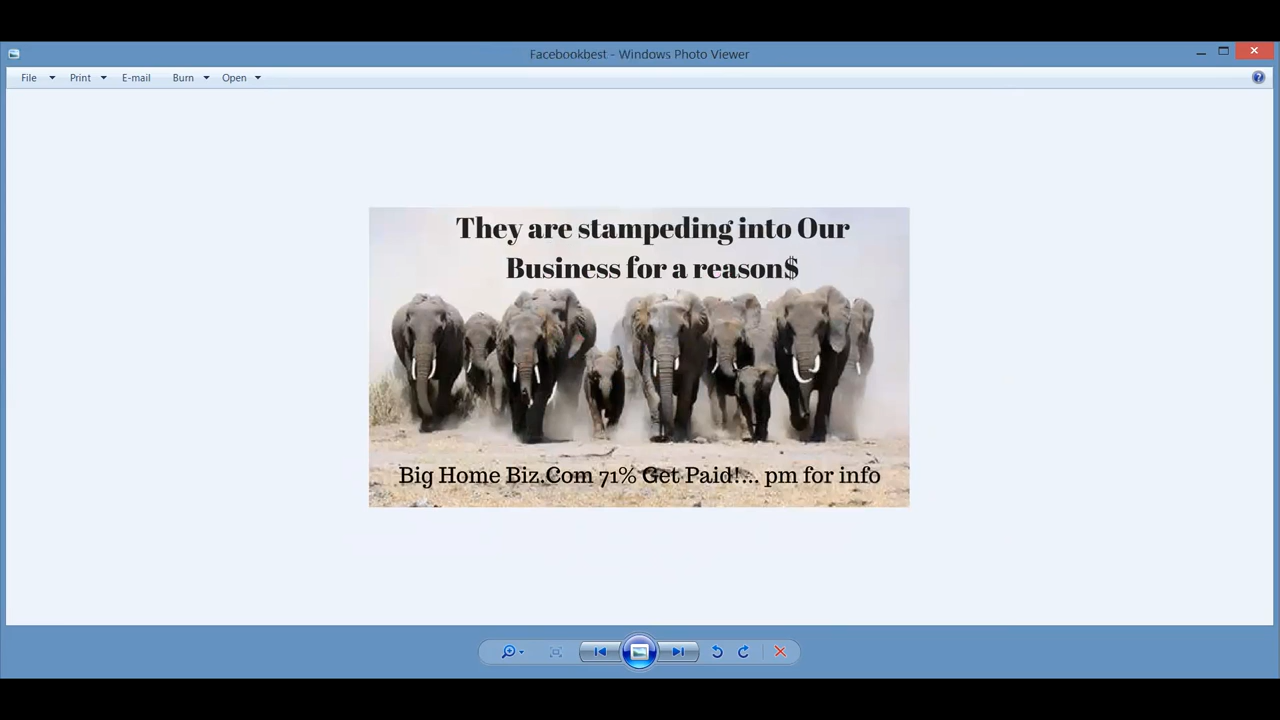 Facebookbest - Windows Photo Viewer
File Print E-mail Burn Open
They are stampeding into Our
Business for a reason$
Big Home Biz.Com 71% Get Paid!... pm for info